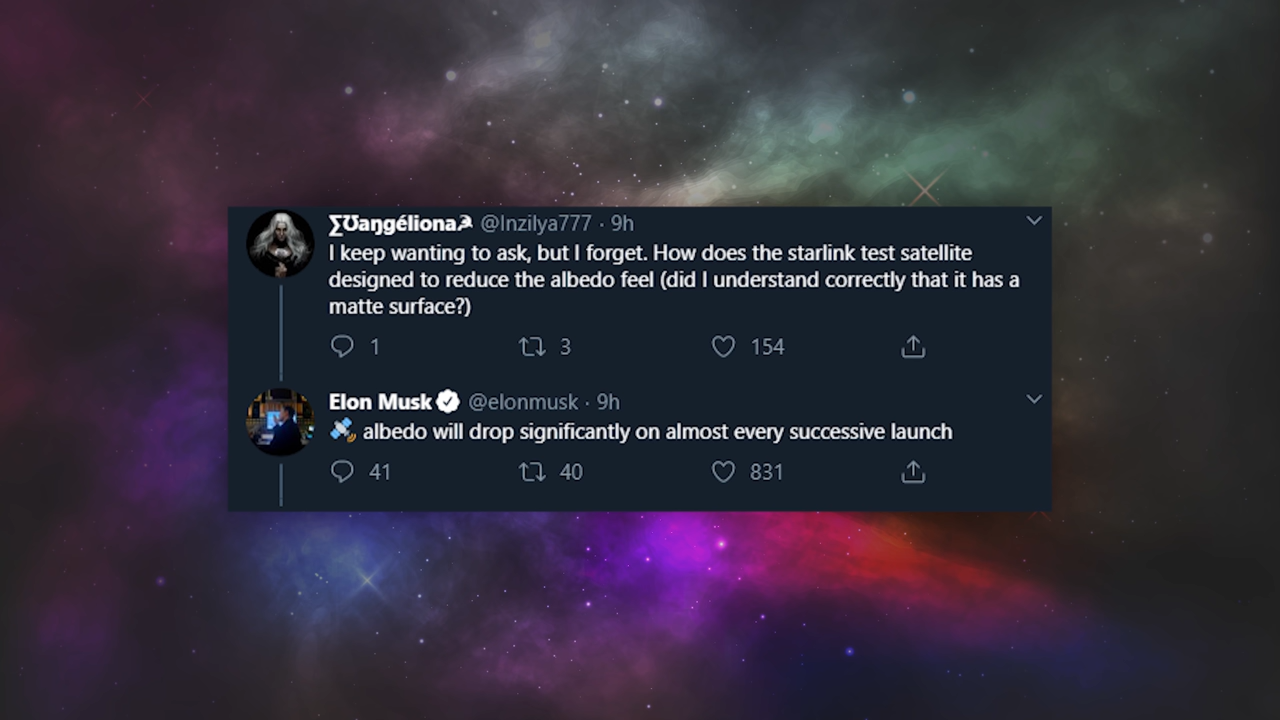 ∑Ʊaŋgéliona☭ @Inzilya777 · 9h
I keep wanting to ask, but I forget. How does the starlink test satellite
designed to reduce the albedo feel (did I understand correctly that it has a
matte surface?)
1 3 154
Elon Musk @elonmusk · 9h
🛰 albedo will drop significantly on almost every successive launch
41 40 831